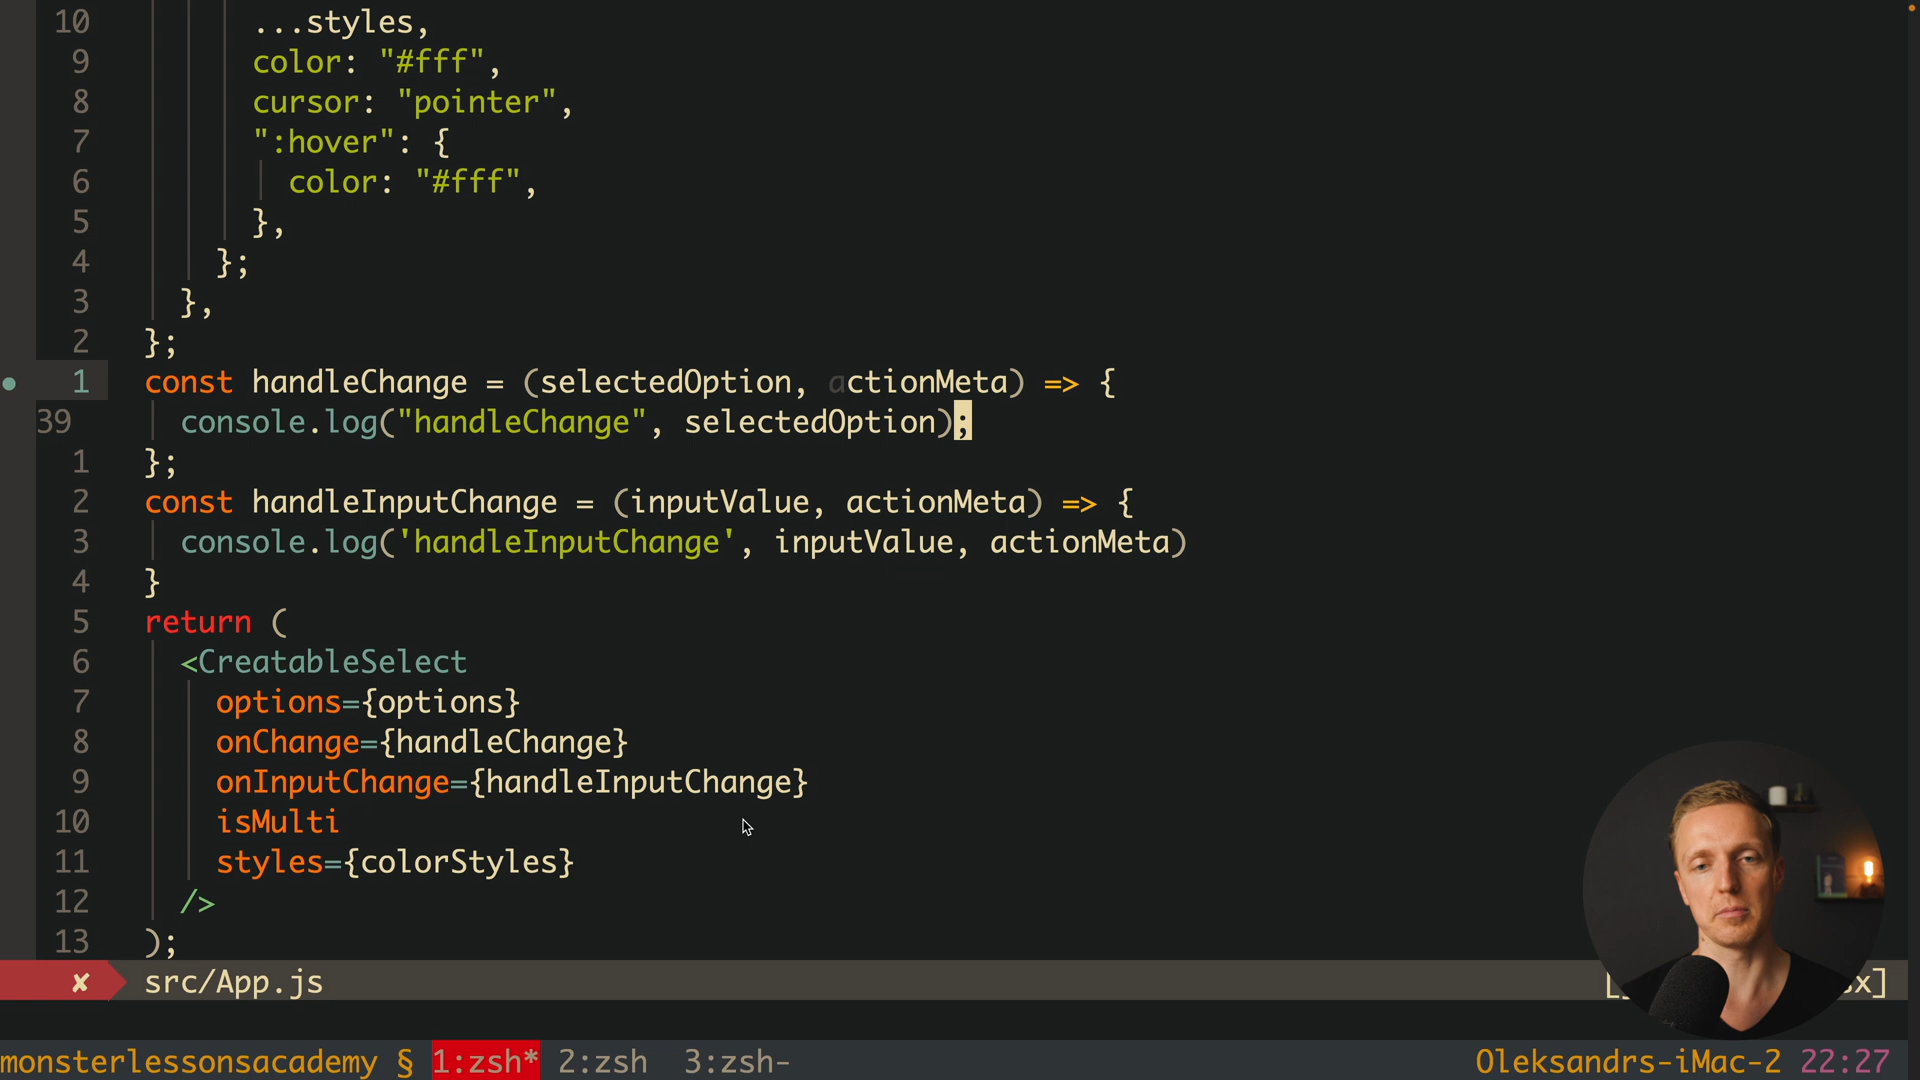 10 ...styles,
9 color: "#fff",
8 cursor: "pointer",
7 ":hover": {
6 color: "#fff",
5 },
4 };
3 },
2 };
1 const handleChange = (selectedOption, actionMeta) => {
39 console.log("handleChange", selectedOption);
1 };
2 const handleInputChange = (inputValue, actionMeta) => {
3 console.log('handleInputChange', inputValue, actionMeta)
4 }
5 return (
6 <CreatableSelect
7 options={options}
8 onChange={handleChange}
9 onInputChange={handleInputChange}
10 isMulti
11 styles={colorStyles}
12 />
13 );
✘ src/App.js
monsterlessonsacademy § 1:zsh* 2:zsh 3:zsh- Oleksandrs-iMac-2 22:27